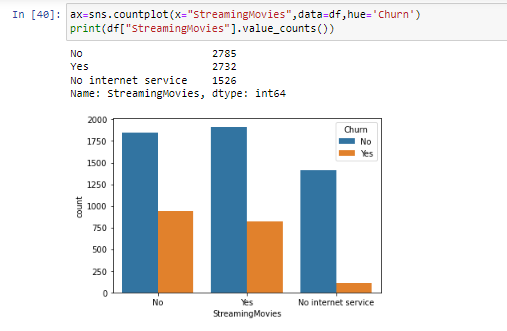 In [40]: ax=sns.countplot(x="StreamingMovies",data=df,hue='Churn')
print(df["StreamingMovies"].value_counts())
No 2785
Yes 2732
No internet service 1526
Name: StreamingMovies, dtype: int64
2000
1750
1500
1250
1000
750
500
250
0
count
Churn
No
Yes
No Yes No internet service
StreamingMovies